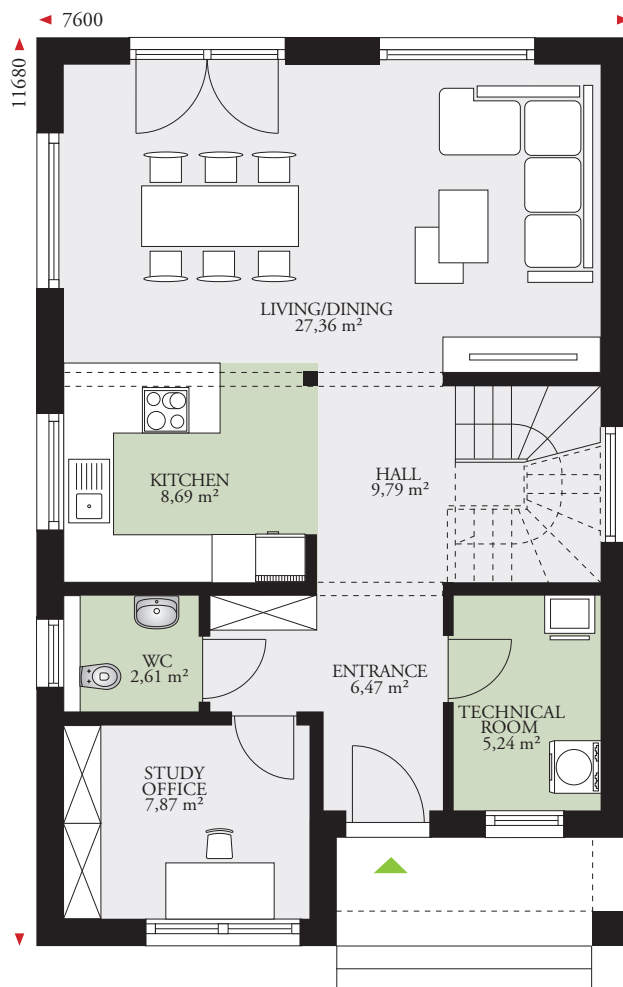 7600
11680
LIVING/DINING
27,36 m²
KITCHEN
8,69 m²
HALL
9,79 m²
WC
2,61 m²
ENTRANCE
6,47 m²
TECHNICAL
ROOM
5,24 m²
STUDY
OFFICE
7,87 m²